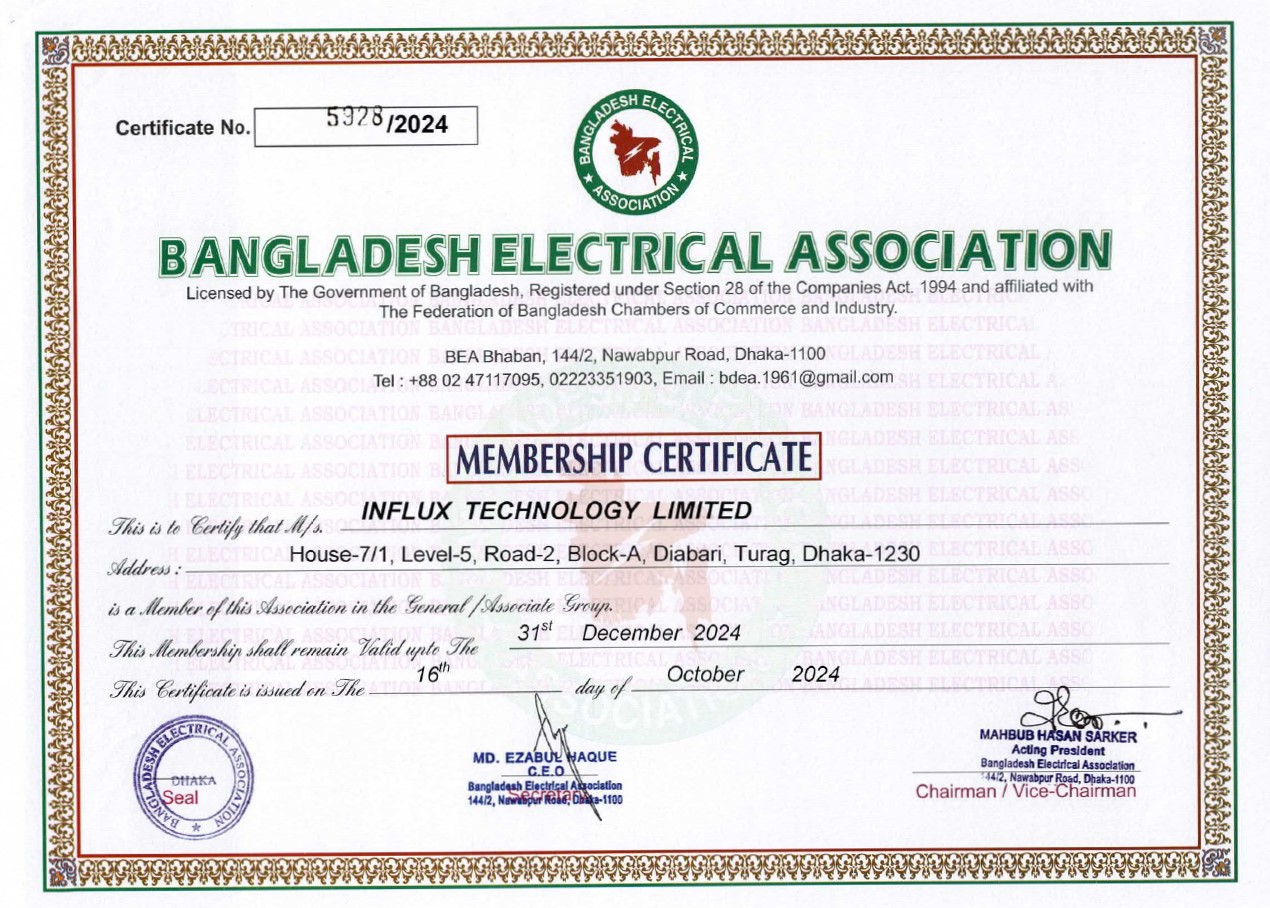 Certificate No. 5928/2024
BANGLADESH ELECTRICAL
ASSOCIATION
BANGLADESH ELECTRICAL ASSOCIATION
Licensed by The Government of Bangladesh, Registered under Section 28 of the Companies Act. 1994 and affiliated with
The Federation of Bangladesh Chambers of Commerce and Industry.
BEA Bhaban, 144/2, Nawabpur Road, Dhaka-1100
Tel : +88 02 47117095, 02223351903, Email : bdea.1961@gmail.com
MEMBERSHIP CERTIFICATE
This is to Certify that M/s. INFLUX TECHNOLOGY LIMITED
Address : House-7/1, Level-5, Road-2, Block-A, Diabari, Turag, Dhaka-1230
is a Member of this Association in the General /Associate Group.
This Membership shall remain Valid upto The 31st December 2024
This Certificate is issued on The 16th day of October 2024
BANGLADESH ELECTRICAL ASSOCIATION
DHAKA
Seal
MD. EZABUL HAQUE
C.E.O
Bangladesh Electrical Association
144/2, Nawabpur Road, Dhaka-1100
Secretary
MAHBUB HASAN SARKER
Acting President
Bangladesh Electrical Association
144/2, Nawabpur Road, Dhaka-1100
Chairman / Vice-Chairman